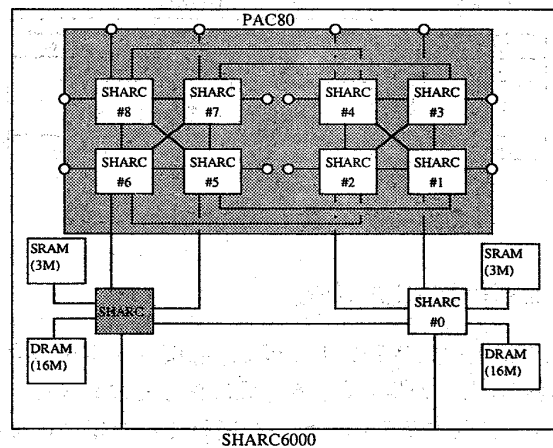 PAC80
SHARC
#8
SHARC
#7
SHARC
#4
SHARC
#3
SHARC
#6
SHARC
#5
SHARC
#2
SHARC
#1
SRAM
(3M)
SRAM
(3M)
SHARC
SHARC
#0
DRAM
(16M)
DRAM
(16M)
SHARC6000